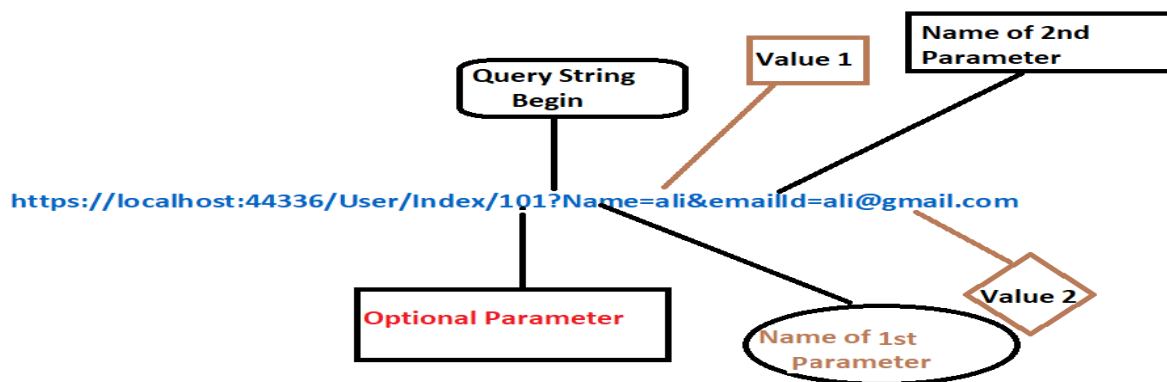 Name of 2nd
Parameter
Value 1
Query String
Begin
https://localhost:44336/User/Index/101?Name=ali&emailId=ali@gmail.com
Value 2
Optional Parameter
Name of 1st
Parameter